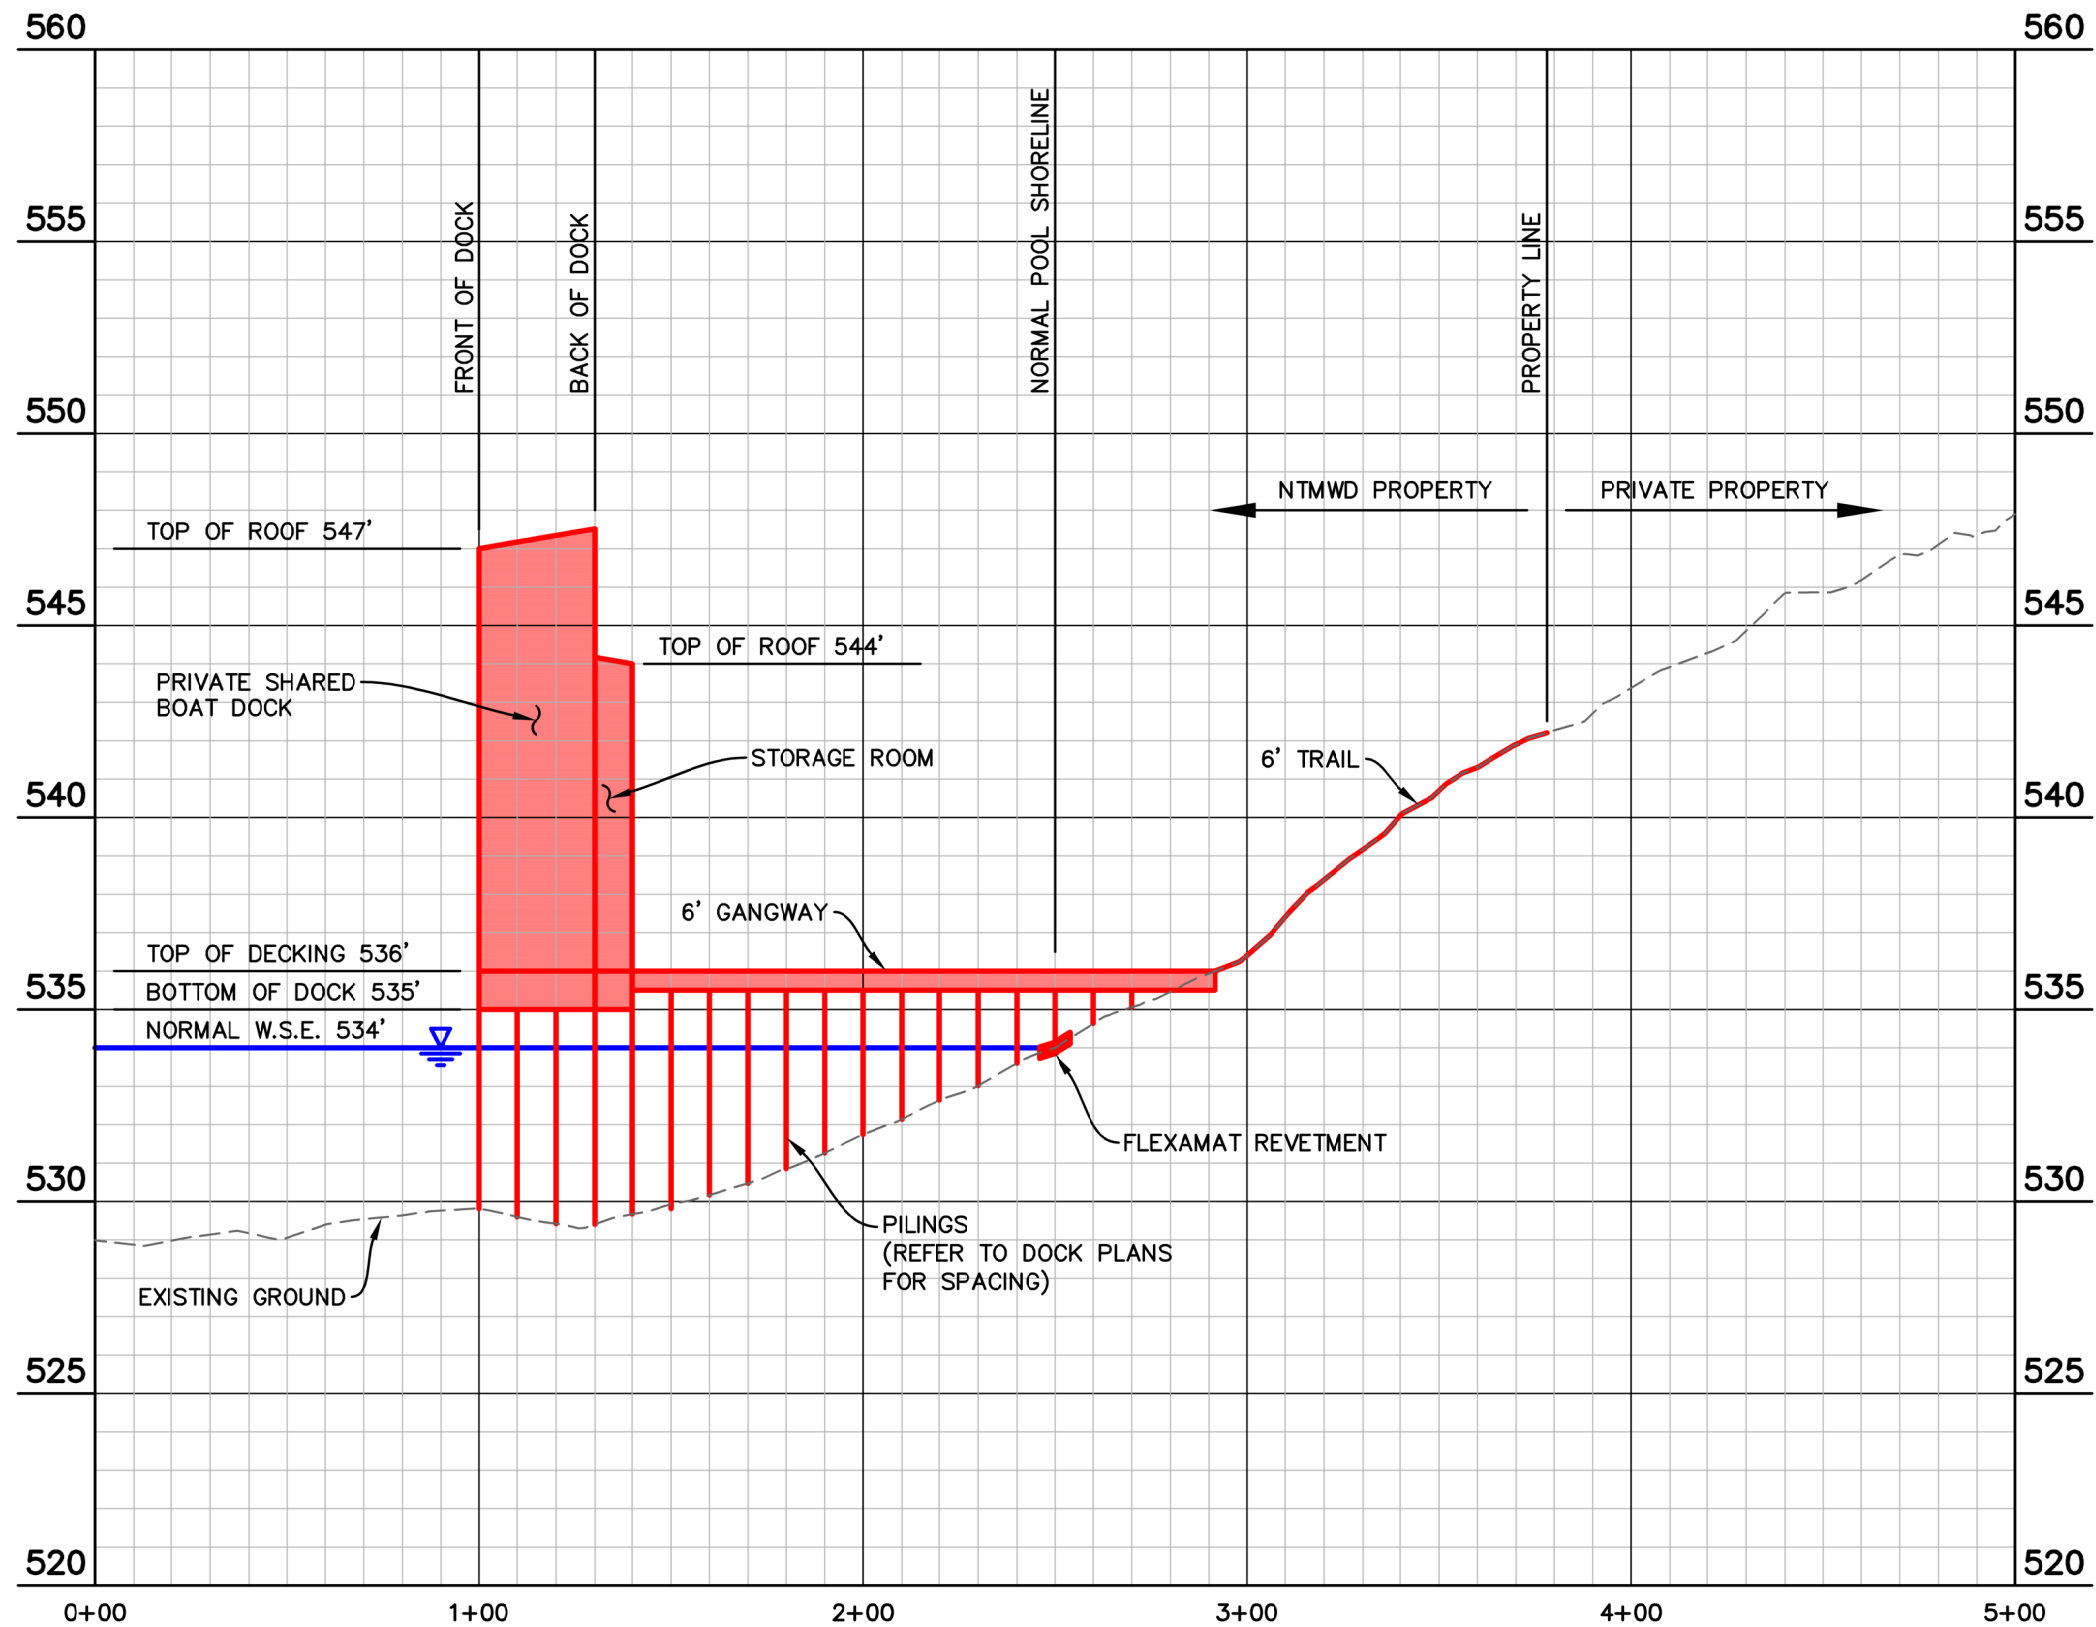 560
560
555
555
550
550
545
545
540
540
535
535
530
530
525
525
520
520
FRONT OF DOCK
BACK OF DOCK
NORMAL POOL SHORELINE
PROPERTY LINE
NTMWD PROPERTY
PRIVATE PROPERTY
TOP OF ROOF 547'
TOP OF ROOF 544'
PRIVATE SHARED
BOAT DOCK
STORAGE ROOM
6' TRAIL
6' GANGWAY
TOP OF DECKING 536'
BOTTOM OF DOCK 535'
NORMAL W.S.E. 534'
FLEXAMAT REVETMENT
PILINGS
(REFER TO DOCK PLANS
FOR SPACING)
EXISTING GROUND
0+00
1+00
2+00
3+00
4+00
5+00